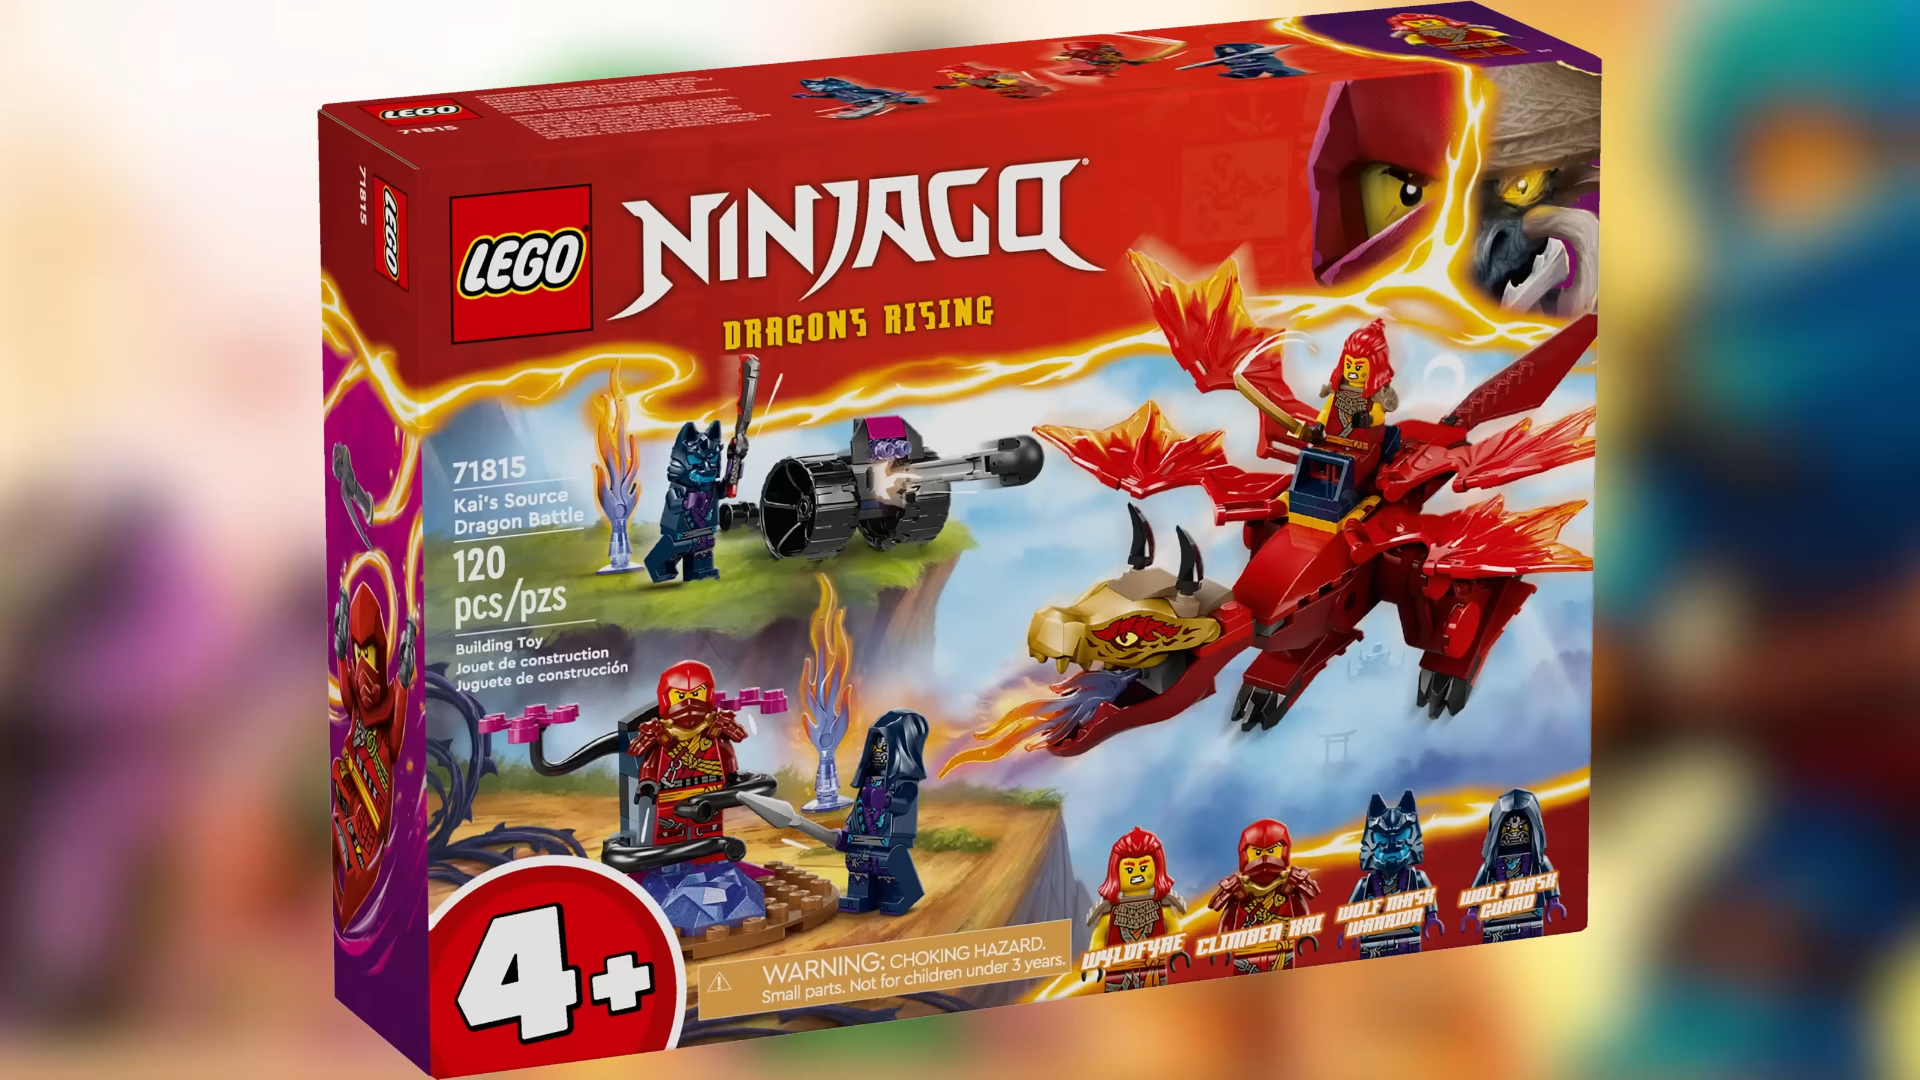 LEGO
71815
71815
LEGO
LEGO
NINJAGO
DRAGONS RISING
71815
Kai's Source
Dragon Battle
120
pcs/pzs
Building Toy
Jouet de construction
Juguete de construcción
4+
WARNING: CHOKING HAZARD.
Small parts. Not for children under 3 years.
WYLDFYRE
CLIMBER KAI
WOLF MASK
WARRIOR
WOLF MASK
GUARD